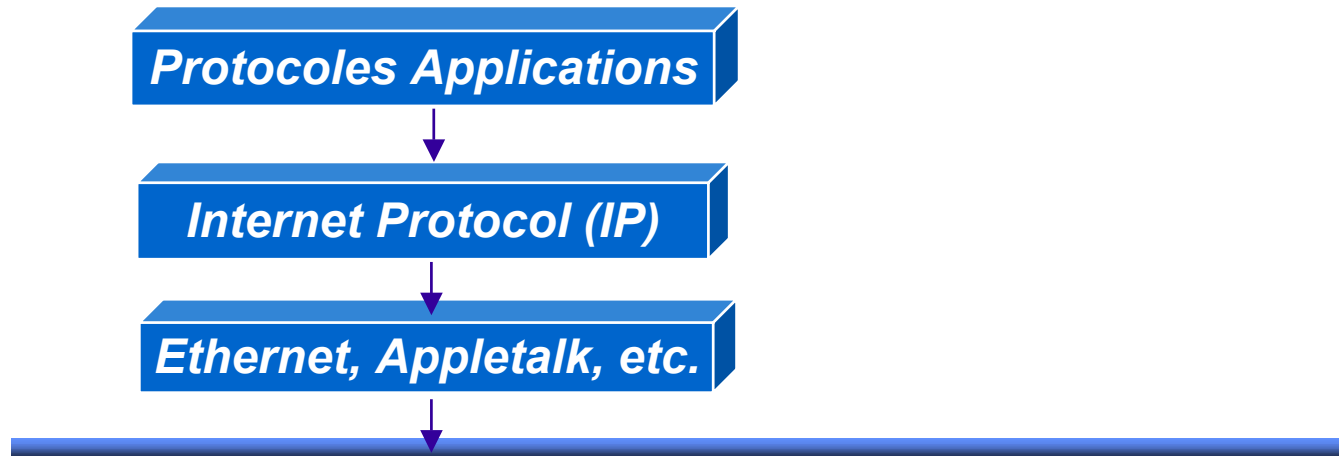 Protocoles Applications
Internet Protocol (IP)
Ethernet, Appletalk, etc.